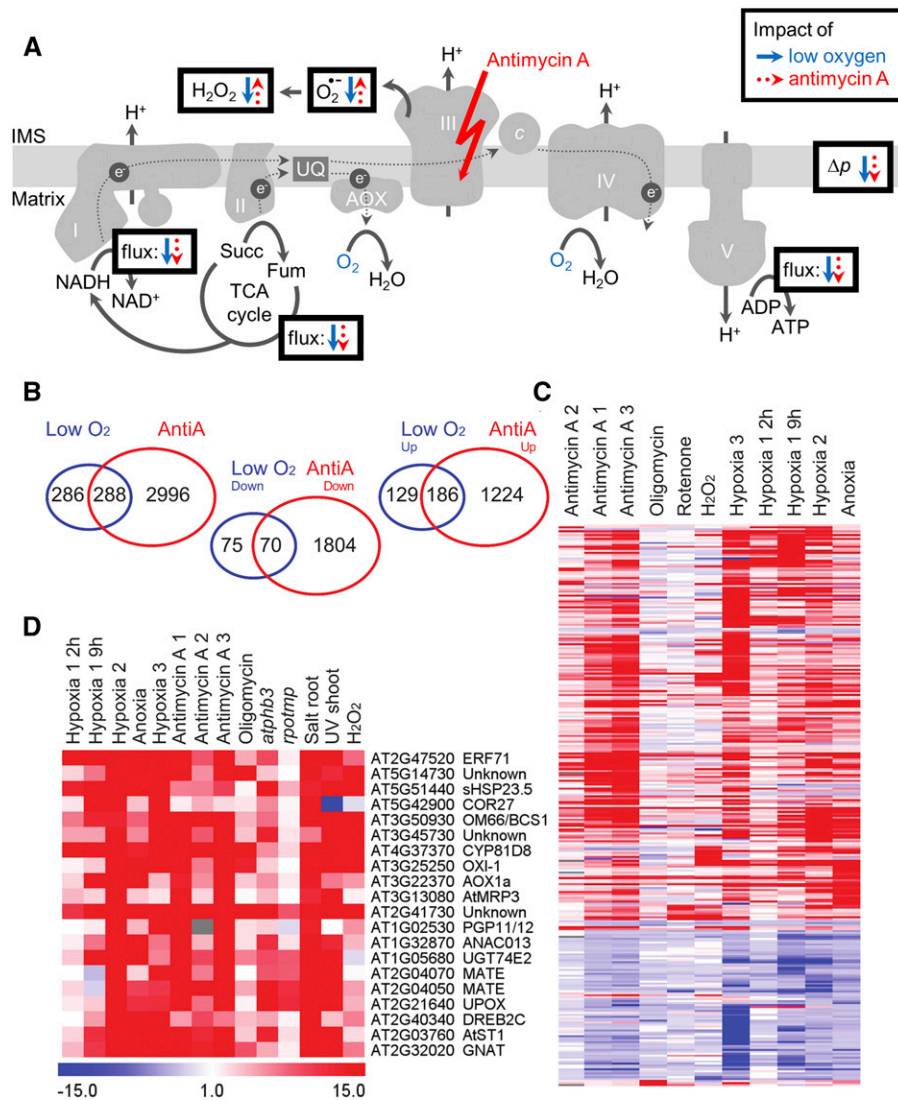 A
Impact of
low oxygen
antimycin A
H⁺
H₂O₂
O₂•⁻
H⁺
Antimycin A
H⁺
IMS
Matrix
I
e⁻
II
e⁻
UQ
e⁻
AOX
III
c
IV
e⁻
V
Δp
flux:
NADH
NAD⁺
Succ
Fum
TCA
cycle
flux:
O₂
H₂O
O₂
H₂O
flux:
ADP
ATP
H⁺
B
Low O₂ AntiA
286 288 2996
Low O₂ AntiA
Down Down
75 70 1804
Low O₂ AntiA
Up Up
129 186 1224
C
Antimycin A 2
Antimycin A 1
Antimycin A 3
Oligomycin
Rotenone
H₂O₂
Hypoxia 3
Hypoxia 1 2h
Hypoxia 1 9h
Hypoxia 2
Anoxia
D
Hypoxia 1 2h
Hypoxia 1 9h
Hypoxia 2
Anoxia
Hypoxia 3
Antimycin A 1
Antimycin A 2
Antimycin A 3
Oligomycin
atphb3
rpotmp
Salt root
UV shoot
H₂O₂
AT2G47520 ERF71
AT5G14730 Unknown
AT5G51440 sHSP23.5
AT5G42900 COR27
AT3G50930 OM66/BCS1
AT3G45730 Unknown
AT4G37370 CYP81D8
AT3G25250 OXI-1
AT3G22370 AOX1a
AT3G13080 AtMRP3
AT2G41730 Unknown
AT1G02530 PGP11/12
AT1G32870 ANAC013
AT1G05680 UGT74E2
AT2G04070 MATE
AT2G04050 MATE
AT2G21640 UPOX
AT2G40340 DREB2C
AT2G03760 AtST1
AT2G32020 GNAT
-15.0 1.0 15.0